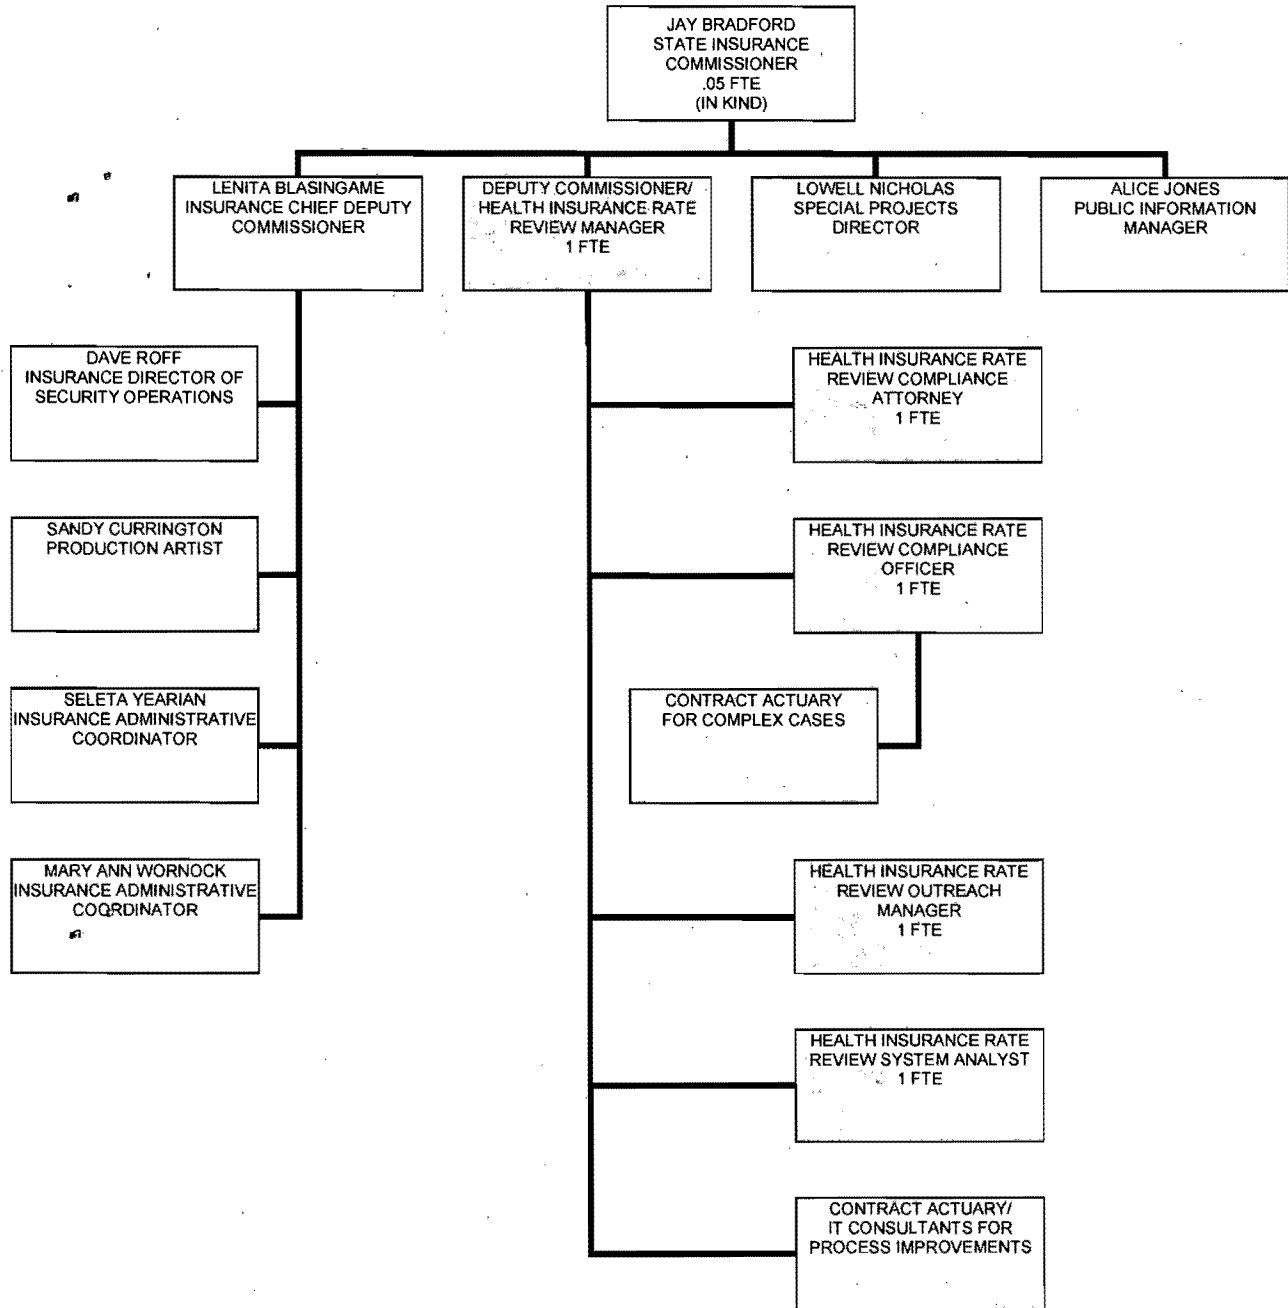 JAY BRADFORD
STATE INSURANCE
COMMISSIONER
.05 FTE
(IN KIND)
LENITA BLASINGAME
INSURANCE CHIEF DEPUTY
COMMISSIONER
DEPUTY COMMISSIONER/
HEALTH INSURANCE RATE
REVIEW MANAGER
1 FTE
LOWELL NICHOLAS
SPECIAL PROJECTS
DIRECTOR
ALICE JONES
PUBLIC INFORMATION
MANAGER
DAVE ROFF
INSURANCE DIRECTOR OF
SECURITY OPERATIONS
SANDY CURRINGTON
PRODUCTION ARTIST
SELETA YEARIAN
INSURANCE ADMINISTRATIVE
COORDINATOR
MARY ANN WORNOCK
INSURANCE ADMINISTRATIVE
COORDINATOR
HEALTH INSURANCE RATE
REVIEW COMPLIANCE
ATTORNEY
1 FTE
HEALTH INSURANCE RATE
REVIEW COMPLIANCE
OFFICER
1 FTE
CONTRACT ACTUARY
FOR COMPLEX CASES
HEALTH INSURANCE RATE
REVIEW OUTREACH
MANAGER
1 FTE
HEALTH INSURANCE RATE
REVIEW SYSTEM ANALYST
1 FTE
CONTRACT ACTUARY/
IT CONSULTANTS FOR
PROCESS IMPROVEMENTS